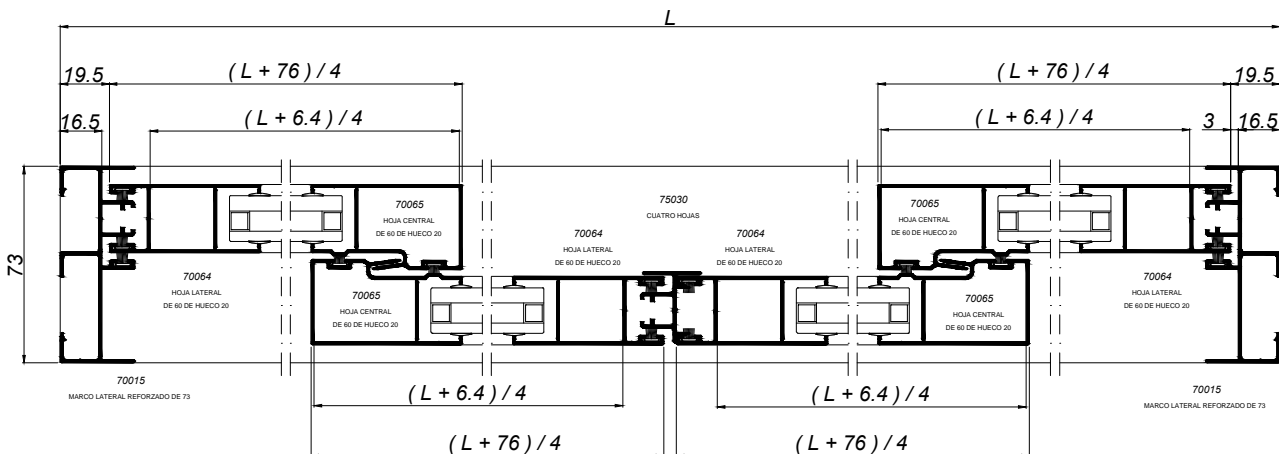 L
19.5
( L + 76 ) / 4
( L + 76 ) / 4
19.5
16.5
( L + 6.4 ) / 4
( L + 6.4 ) / 4
3
16.5
73
70065
HOJA CENTRAL
DE 60 DE HUECO 20
75030
CUATRO HOJAS
70065
HOJA CENTRAL
DE 60 DE HUECO 20
70064
HOJA LATERAL
DE 60 DE HUECO 20
70064
HOJA LATERAL
DE 60 DE HUECO 20
70064
HOJA LATERAL
DE 60 DE HUECO 20
70064
HOJA LATERAL
DE 60 DE HUECO 20
70065
HOJA CENTRAL
DE 60 DE HUECO 20
70065
HOJA CENTRAL
DE 60 DE HUECO 20
70015
MARCO LATERAL REFORZADO DE 73
70015
MARCO LATERAL REFORZADO DE 73
( L + 6.4 ) / 4
( L + 6.4 ) / 4
( L + 76 ) / 4
( L + 76 ) / 4